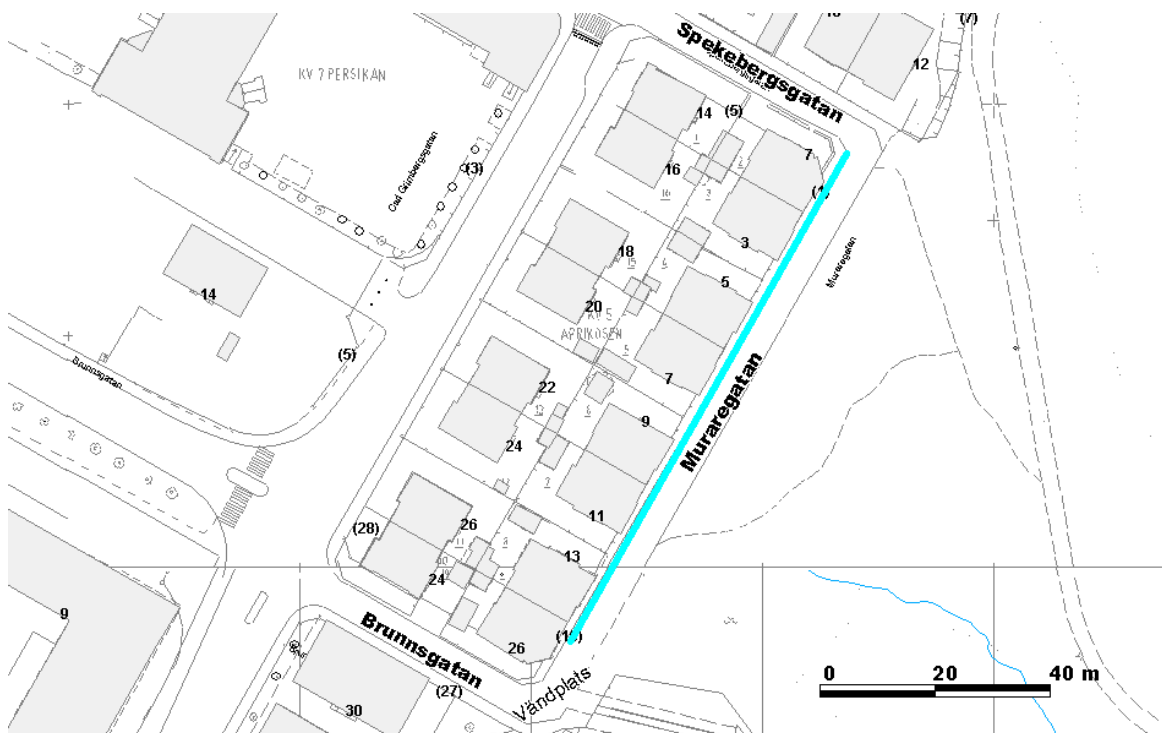 (7)
12
Spekebergsgatan
KV 7 PERSIKAN
14
(5)
7
16
(3)
Carl Grimbergsgatan
(1)
3
Muraregatan
18
5
14
20
KV 5
APRIKOSEN
(5)
Brunnsgatan
7
22
9
Muraregatan
24
11
26
(28)
13
24
9
26
(19)
Brunnsgatan
Vändplats
(27)
30
0 20 40 m